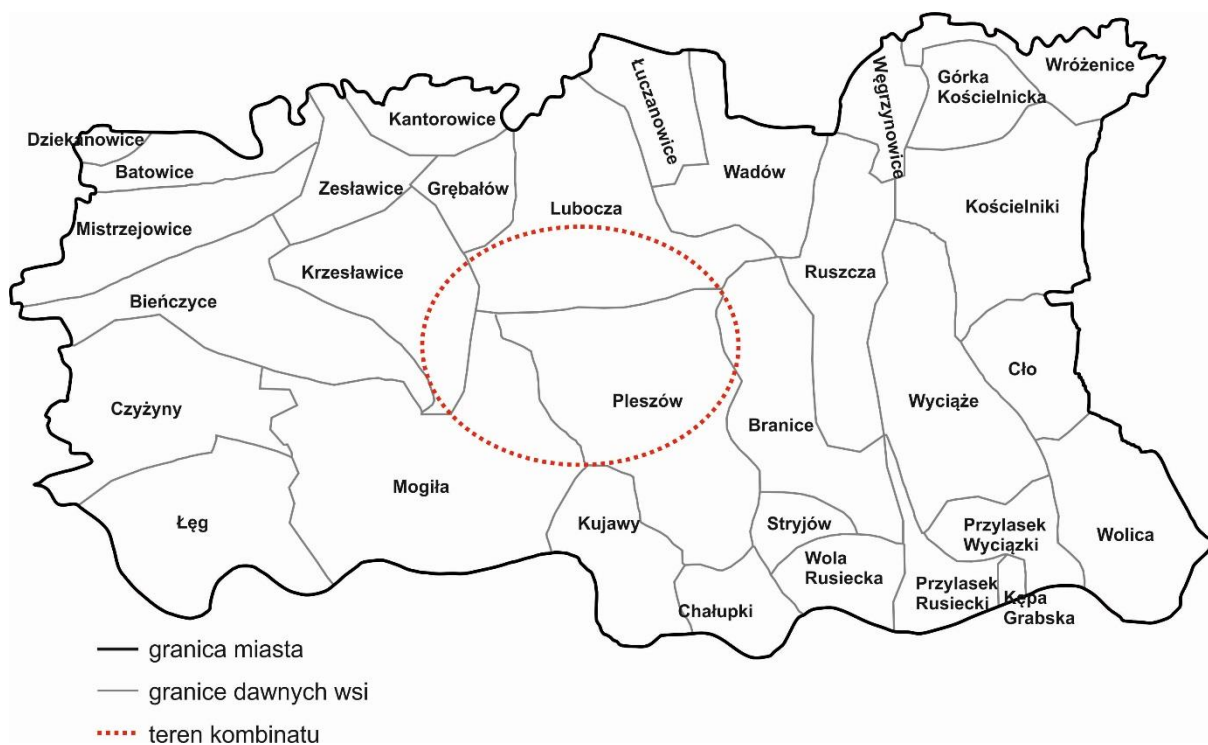 Węgrzynowice
Górka
Kościelnicka
Wróżenice
Łuczanowice
Kantorowice
Dziekanowice
Batowice
Zesławice
Grębałów
Wadów
Lubocza
Kościelniki
Mistrzejowice
Krzesławice
Ruszcza
Bieńczyce
Cło
Czyżyny
Pleszów
Wyciąże
Branice
Mogiła
Łęg
Kujawy
Stryjów
Przylasek
Wyciązki
Wolica
Wola
Rusiecka
Przylasek
Rusiecki
Kępa
Grabska
Chałupki
granica miasta
granice dawnych wsi
teren kombinatu